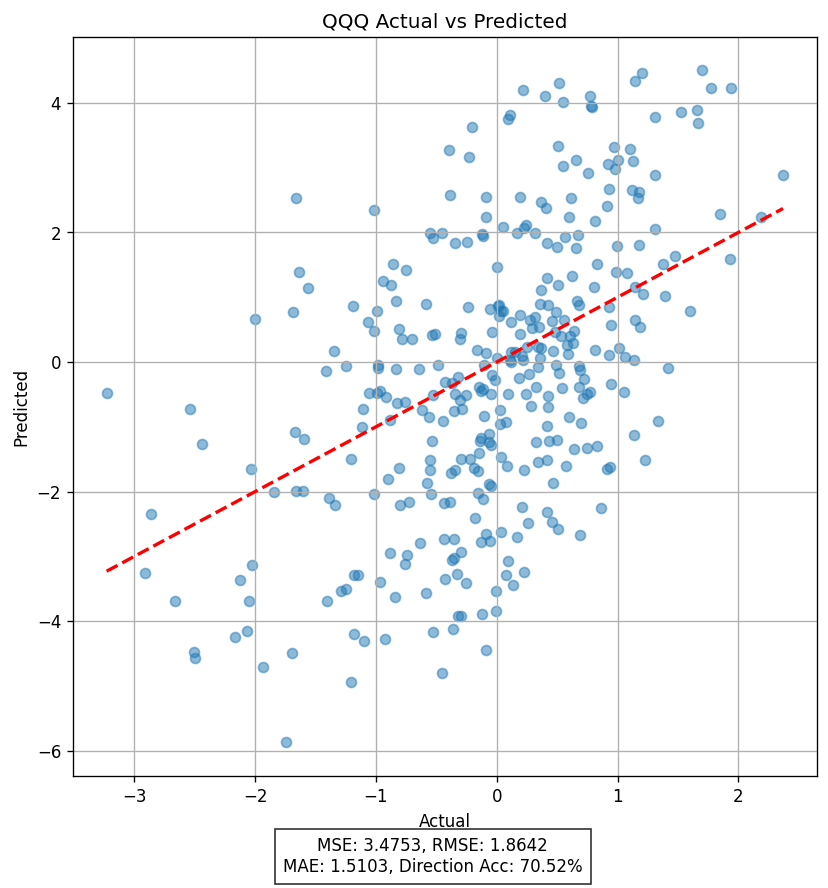 QQQ Actual vs Predicted
4
2
0
−2
−4
−6
Predicted
−3
−2
−1
0
1
2
Actual
MSE: 3.4753, RMSE: 1.8642
MAE: 1.5103, Direction Acc: 70.52%